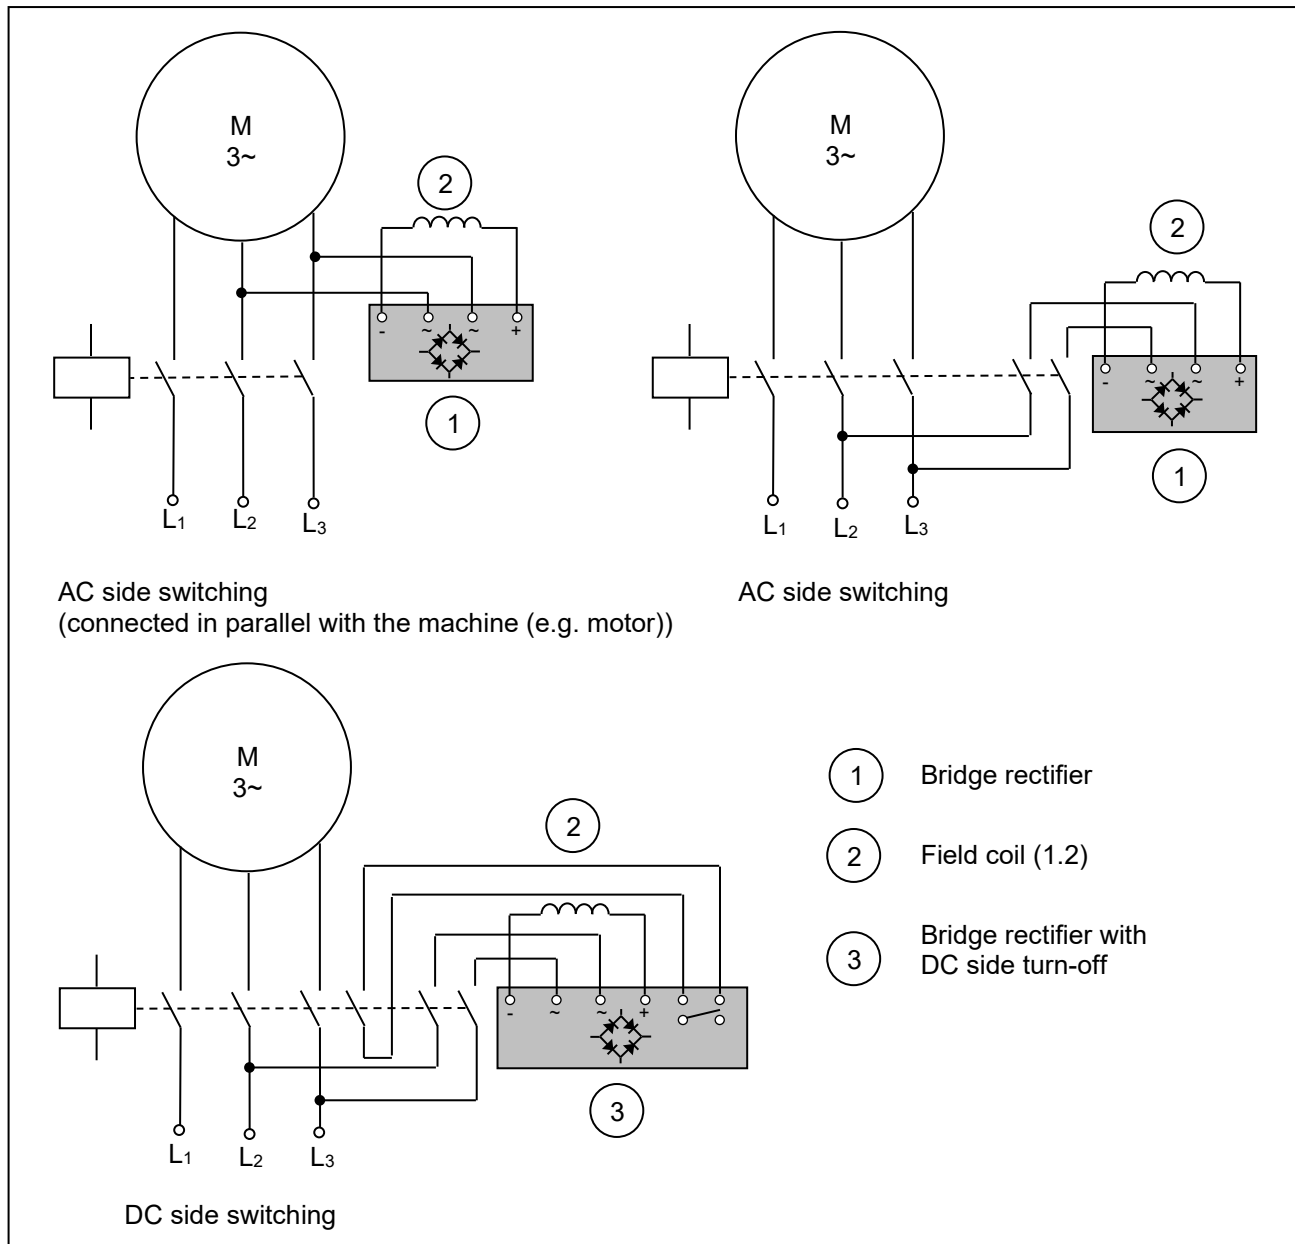 M
3~
2
- ~ ~ +
1
L1 L2 L3
AC side switching
(connected in parallel with the machine (e.g. motor))
M
3~
2
- ~ ~ +
1
L1 L2 L3
AC side switching
M
3~
2
- ~ ~ +
3
L1 L2 L3
DC side switching
1 Bridge rectifier
2 Field coil (1.2)
3 Bridge rectifier with
DC side turn-off